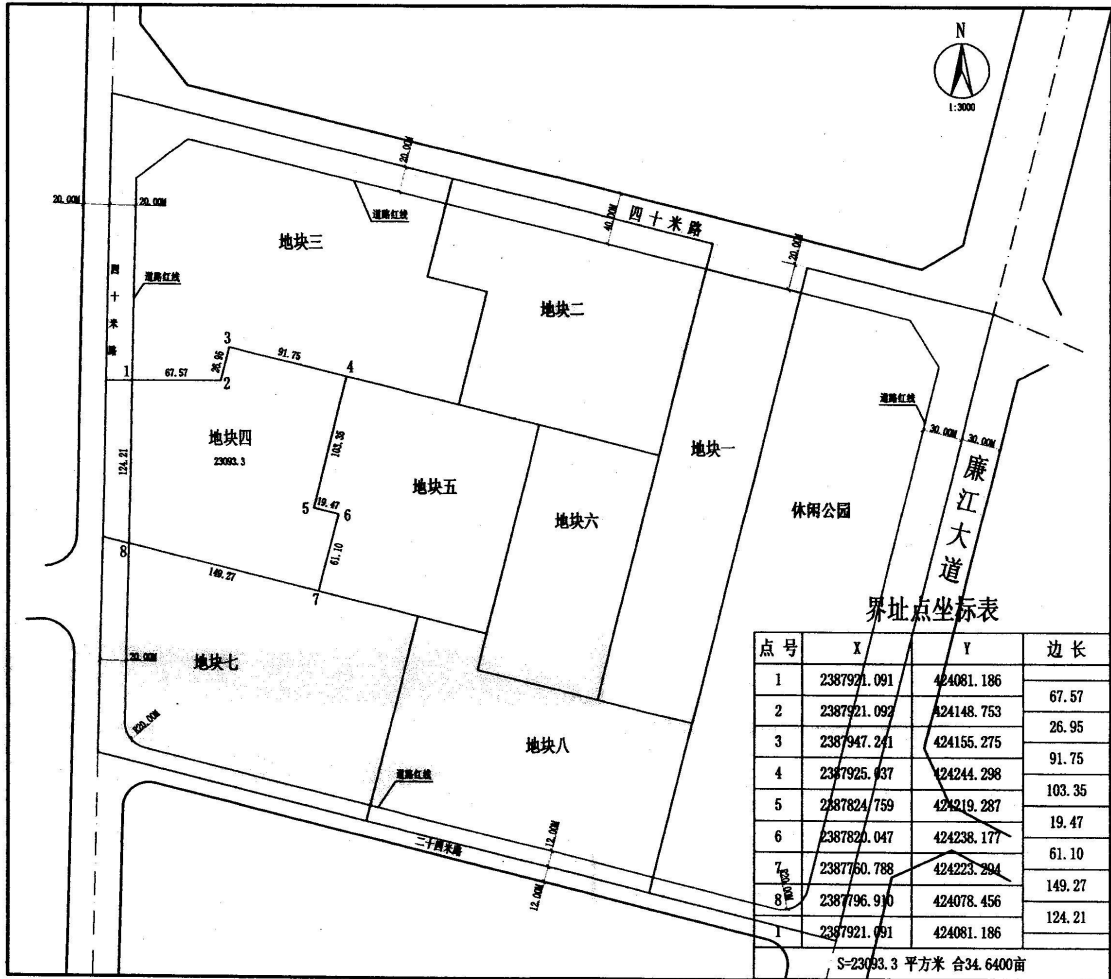 N
1:3000
20.00M
20.00M
20.00M
四十米路
40.00M
20.00M
道路红线
地块三
道路红线
四十米路
地块二
3
26.95
91.75
4
1
67.57
2
地块四
23093.3
124.21
103.35
地块五
地块一
道路红线
30.00M
30.00M
廉江大道
5
19.47
6
地块六
休闲公园
61.10
8
149.27
7
20.00M
地块七
R20.00M
地块八
道路红线
二十四米路
12.00M
12.00M
R20.00M
界址点坐标表
点号 X Y 边长
1 2387921.091 424081.186
67.57
2 2387921.092 424148.753
26.95
3 2387947.241 424155.275
91.75
4 2387925.037 424244.298
103.35
5 2387824.759 424219.287
19.47
6 2387820.047 424238.177
61.10
7 2387760.788 424223.294
149.27
8 2387796.910 424078.456
124.21
1 2387921.091 424081.186
S=23093.3 平方米 合34.6400亩